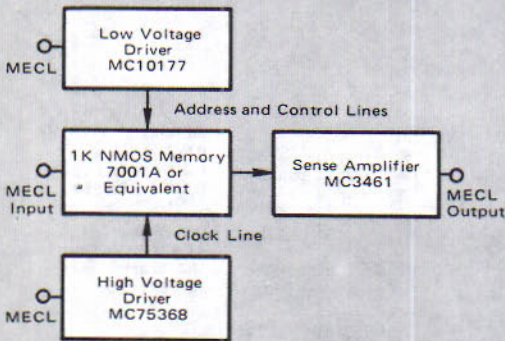 Low Voltage
Driver
MC10177
MECL
Address and Control Lines
1K NMOS Memory
7001A or
Equivalent
MECL
Input
Sense Amplifier
MC3461
MECL
Output
Clock Line
High Voltage
Driver
MC75368
MECL